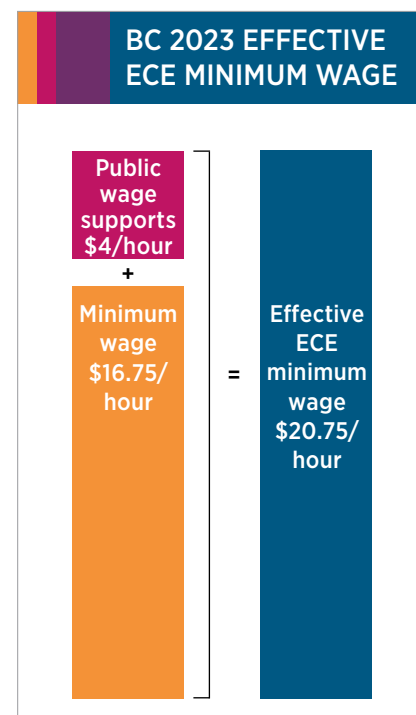 BC 2023 EFFECTIVE
ECE MINIMUM WAGE
Public
wage
supports
$4/hour
+
Minimum
wage
$16.75/
hour
=
Effective
ECE
minimum
wage
$20.75/
hour